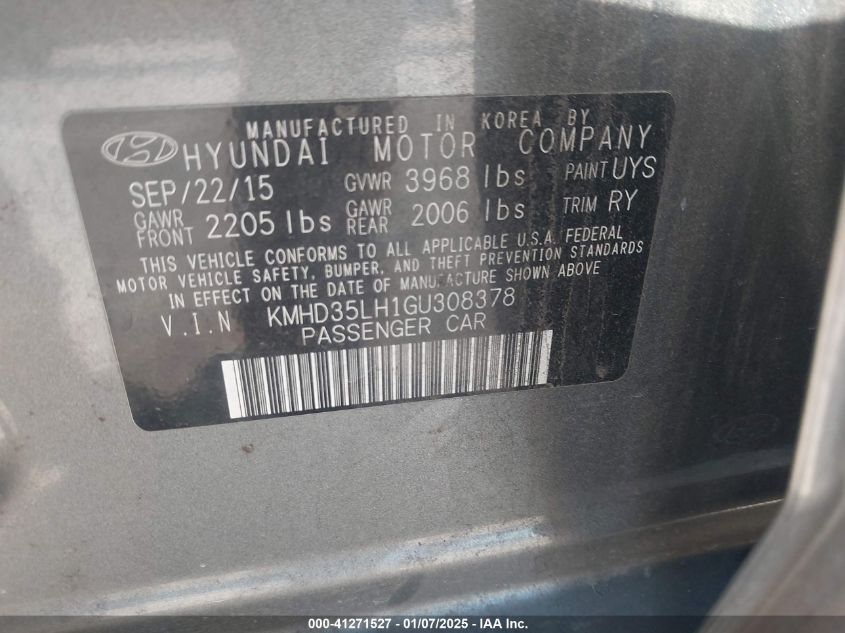 MANUFACTURED IN KOREA BY
HYUNDAI MOTOR COMPANY
SEP/22/15 GVWR 3968 lbs PAINT UYS
GAWR FRONT 2205 lbs GAWR REAR 2006 lbs TRIM RY
THIS VEHICLE CONFORMS TO ALL APPLICABLE U.S.A. FEDERAL
MOTOR VEHICLE SAFETY, BUMPER, AND THEFT PREVENTION STANDARDS
IN EFFECT ON THE DATE OF MANUFACTURE SHOWN ABOVE
V.I.N KMHD35LH1GU308378
PASSENGER CAR
000-41271527 - 01/07/2025 - IAA, Inc.